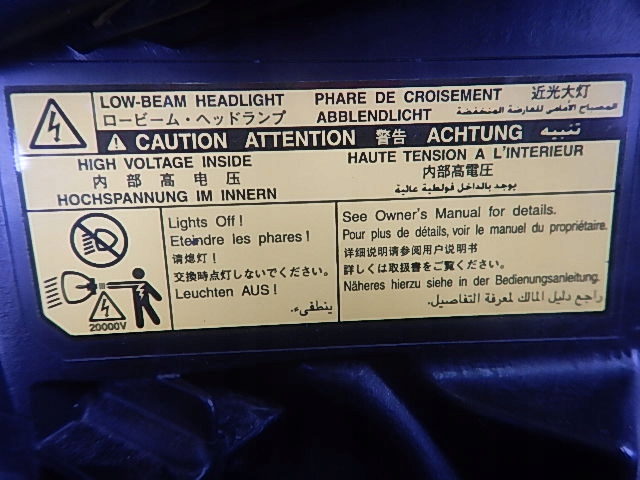 LOW-BEAM HEADLIGHT PHARE DE CROISEMENT 近光大灯
ロービーム・ヘッドランプ ABBLENDLICHT المصباح الأمامي للعارضة المنخفضة
CAUTION ATTENTION 警告 ACHTUNG تنبيه
HIGH VOLTAGE INSIDE
内部高电压
HOCHSPANNUNG IM INNERN
HAUTE TENSION A L'INTERIEUR
内部高電圧
يوجد بالداخل فولطية عالية
20000V
Lights Off!
Eteindre les phares!
请熄灯!
交換時点灯しないでください。
Leuchten AUS!
ينطفىء.
See Owner's Manual for details.
Pour plus de détails, voir le manuel du propriétaire.
详细说明请参阅用户说明书
詳しくは取扱書をご覧ください。
Näheres hierzu siehe in der Bedienungsanleitung.
راجع دليل المالك لمعرفة التفاصيل.